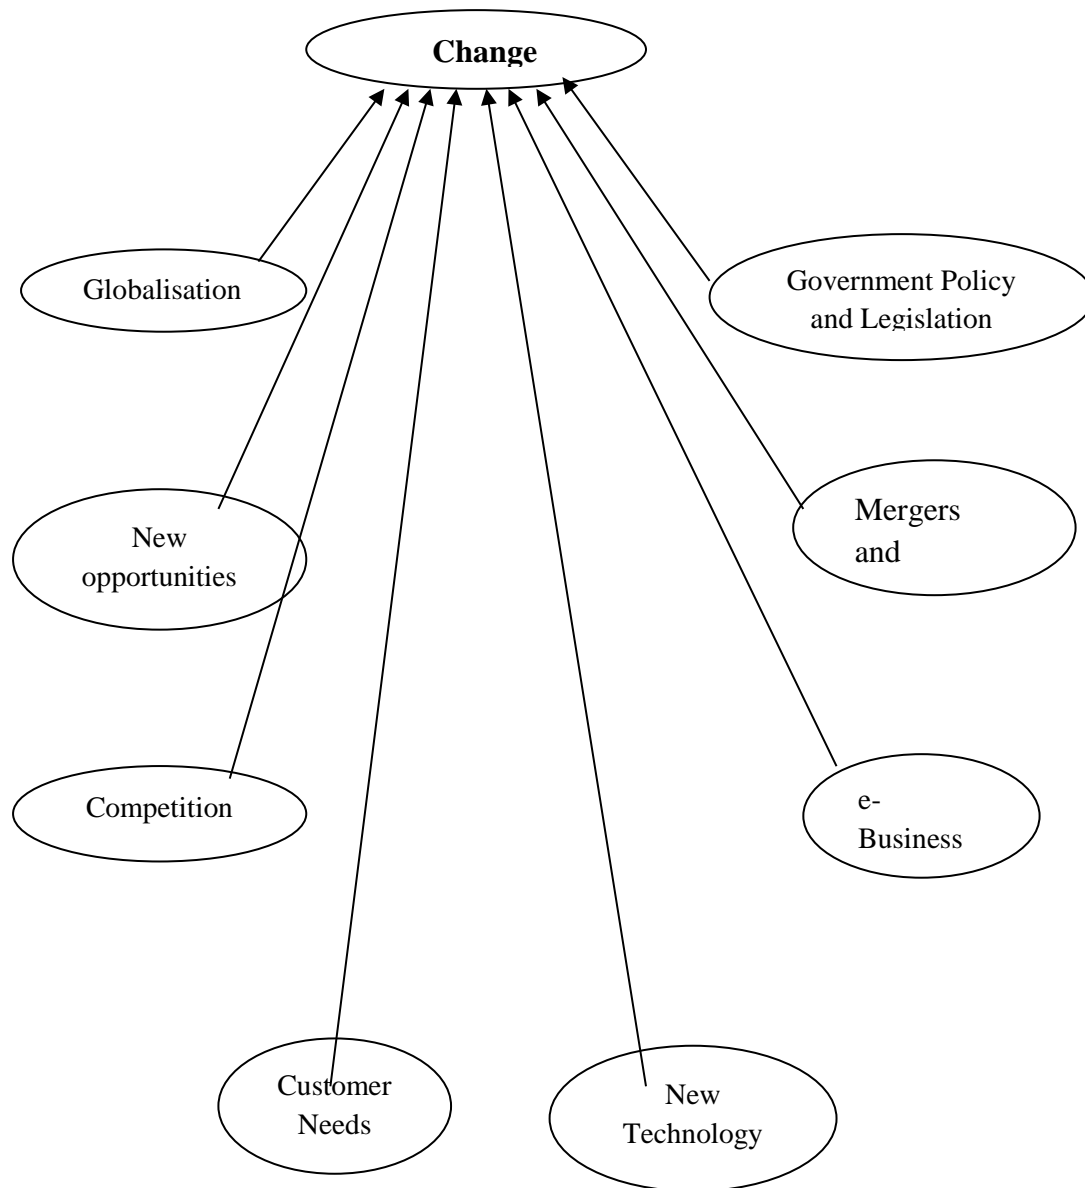 Change
Globalisation
Government Policy
and Legislation
New
opportunities
Mergers
and
Competition
e-
Business
Customer
Needs
New
Technology